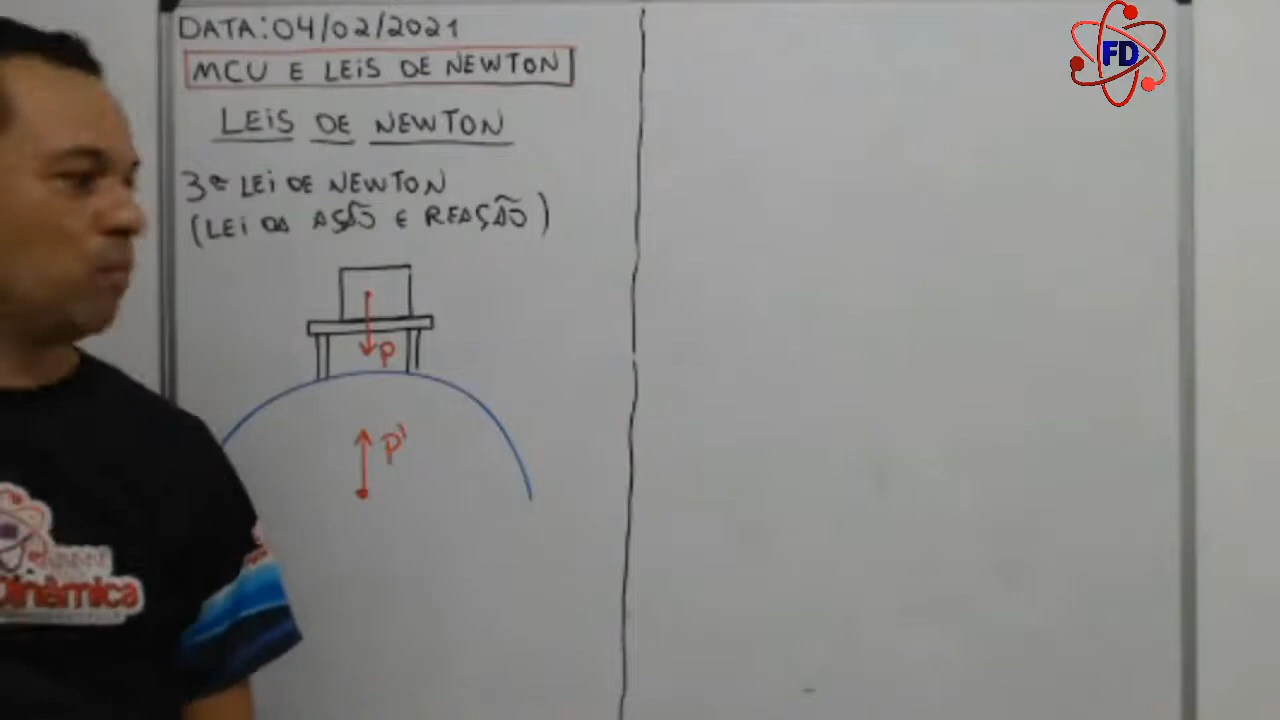 DATA: 04/02/2021
MCU E LEIS DE NEWTON
LEIS DE NEWTON
3ª LEI DE NEWTON
(LEI DA AÇÃO E REAÇÃO)
P
P'
FD
Dinâmica